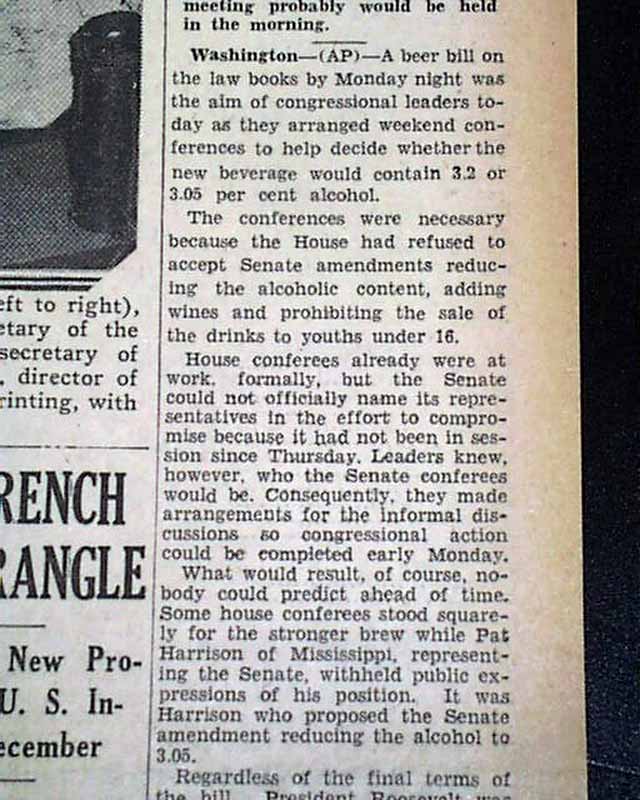 meeting probably would be held
in the morning.
Washington—(AP)—A beer bill on
the law books by Monday night was
the aim of congressional leaders to-
day as they arranged weekend con-
ferences to help decide whether the
new beverage would contain 3.2 or
3.05 per cent alcohol.
The conferences were necessary
because the House had refused to
accept Senate amendments reduc-
ing the alcoholic content, adding
wines and prohibiting the sale of
the drinks to youths under 16.
House conferees already were at
work, formally, but the Senate
could not officially name its repre-
sentatives in the effort to compro-
mise because it had not been in ses-
sion since Thursday. Leaders knew,
however, who the Senate conferees
would be. Consequently, they made
arrangements for the informal dis-
cussions so congressional action
could be completed early Monday.
What would result, of course, no-
body could predict ahead of time.
Some house conferees stood square-
ly for the stronger brew while Pat
Harrison of Mississippi, represent-
ing the Senate, withheld public ex-
pressions of his position. It was
Harrison who proposed the Senate
amendment reducing the alcohol to
3.05.
Regardless of the final terms of
the bill, President Roosevelt was
eft to right),
etary of the
secretary of
. director of
rinting, with
RENCH
RANGLE
New Pro-
U. S. In-
ecember